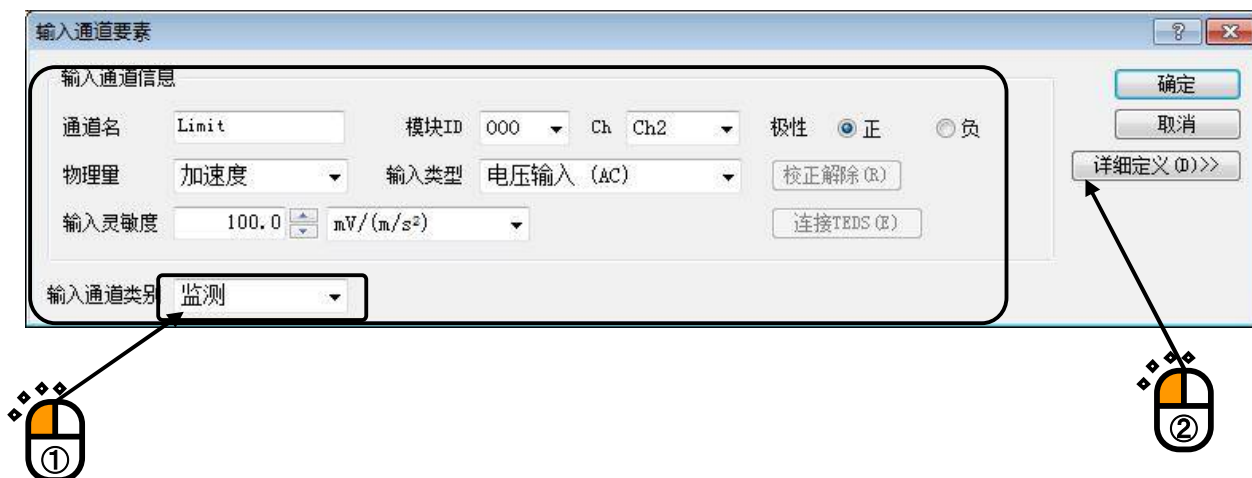 输入通道要素
输入通道信息
通道名 Limit 模块ID 000 Ch Ch2 极性 正 负
物理量 加速度 输入类型 电压输入 (AC) 校正解除(R)
输入灵敏度 100.0 mV/(m/s²) 连接TEDS(E)
输入通道类别 监测
确定
取消
详细定义(D)>>
①
②